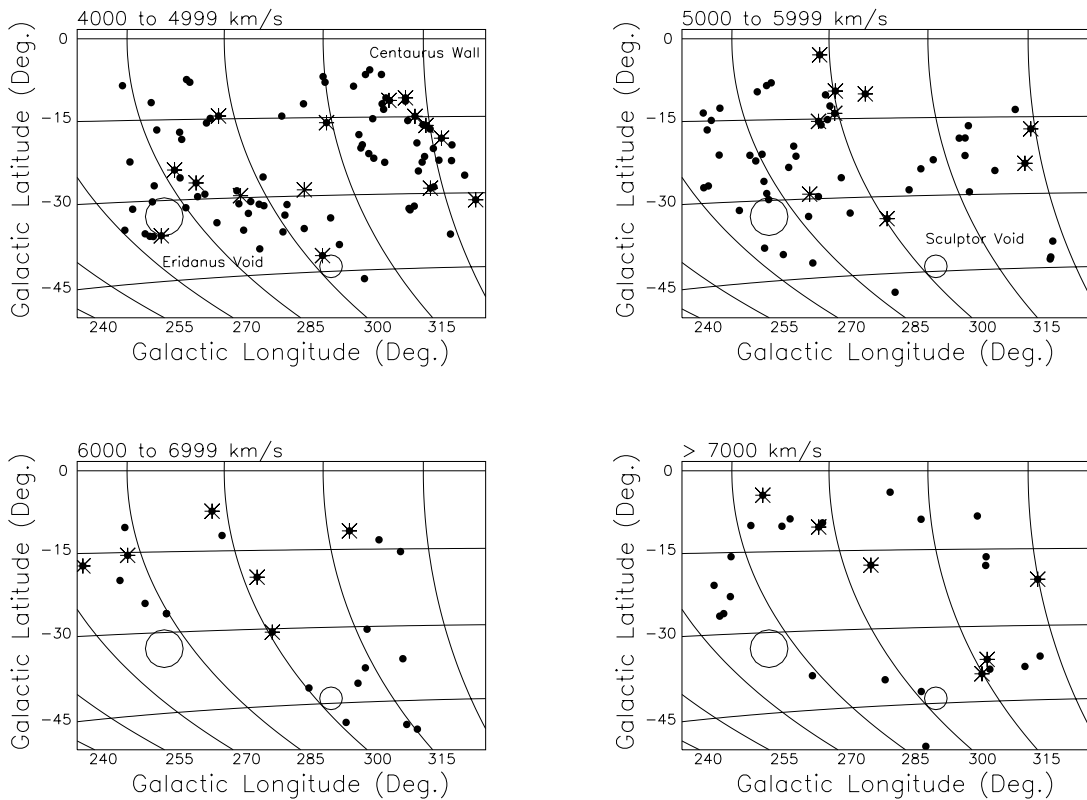 4000 to 4999 km/s
Centaurus Wall
Eridanus Void
Galactic Latitude (Deg.)
0
-15
-30
-45
240 255 270 285 300 315
Galactic Longitude (Deg.)
5000 to 5999 km/s
Sculptor Void
Galactic Latitude (Deg.)
0
-15
-30
-45
240 255 270 285 300 315
Galactic Longitude (Deg.)
6000 to 6999 km/s
Galactic Latitude (Deg.)
0
-15
-30
-45
240 255 270 285 300 315
Galactic Longitude (Deg.)
> 7000 km/s
Galactic Latitude (Deg.)
0
-15
-30
-45
240 255 270 285 300 315
Galactic Longitude (Deg.)